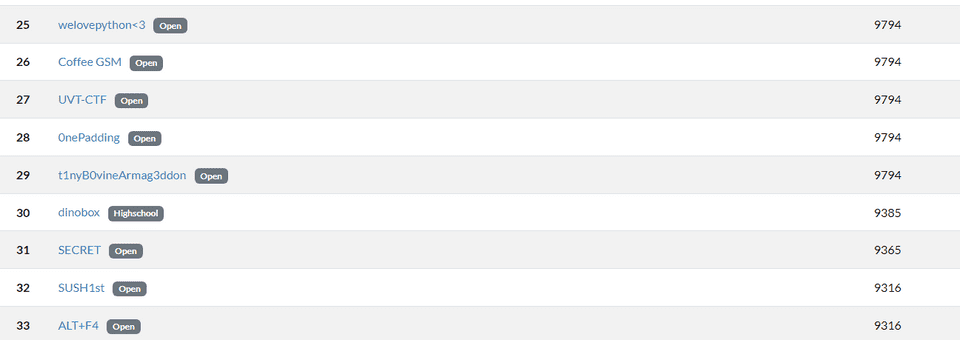 25 welovepython<3 Open 9794
26 Coffee GSM Open 9794
27 UVT-CTF Open 9794
28 0nePadding Open 9794
29 t1nyB0vineArmag3ddon Open 9794
30 dinobox Highschool 9385
31 SECRET Open 9365
32 SUSH1st Open 9316
33 ALT+F4 Open 9316